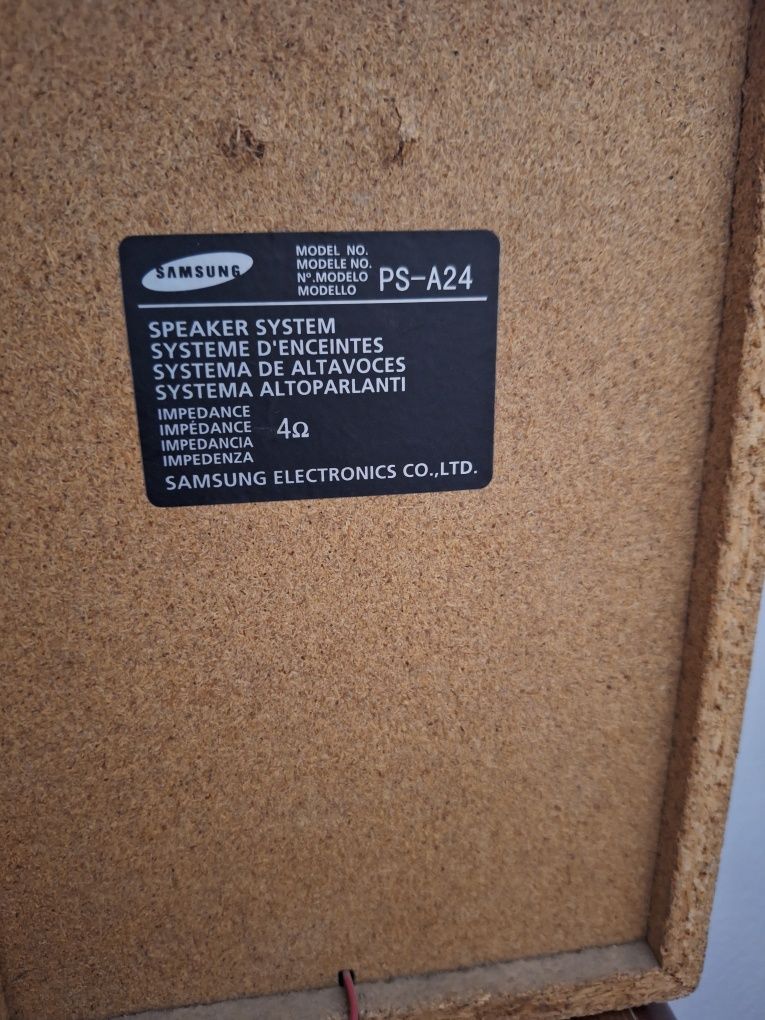 SAMSUNG
MODEL NO.
MODELE NO.
Nº.MODELO
MODELLO
PS-A24
SPEAKER SYSTEM
SYSTEME D'ENCEINTES
SYSTEMA DE ALTAVOCES
SYSTEMA ALTOPARLANTI
IMPEDANCE
IMPÉDANCE
IMPEDANCIA
IMPEDENZA
4Ω
SAMSUNG ELECTRONICS CO.,LTD.